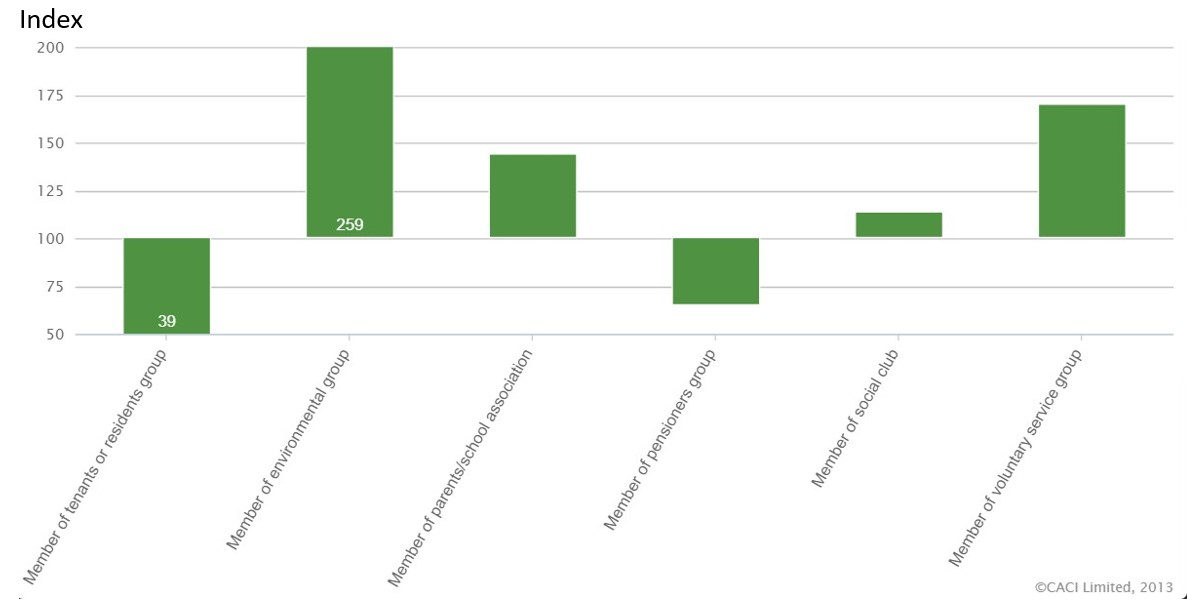 Index
200
175
150
125
100
75
50
259
39
Member of tenants or residents group
Member of environmental group
Member of parents/school association
Member of pensioners group
Member of social club
Member of voluntary service group
©CACI Limited, 2013